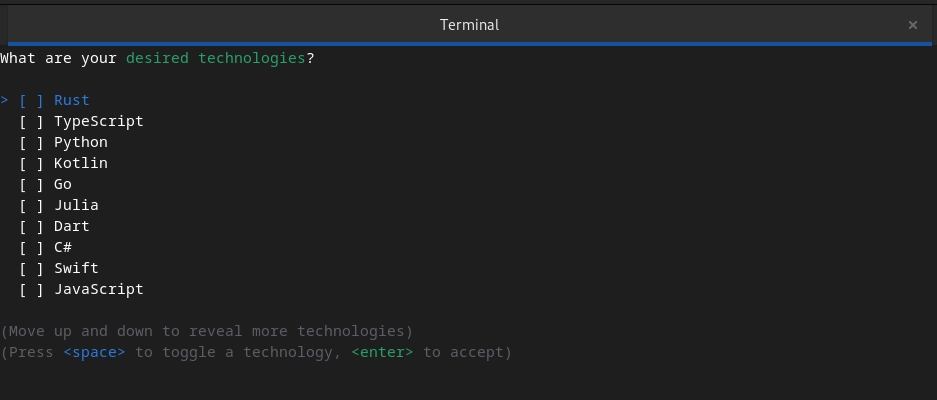 Terminal ×
What are your desired technologies?
> [ ] Rust
[ ] TypeScript
[ ] Python
[ ] Kotlin
[ ] Go
[ ] Julia
[ ] Dart
[ ] C#
[ ] Swift
[ ] JavaScript
(Move up and down to reveal more technologies)
(Press <space> to toggle a technology, <enter> to accept)